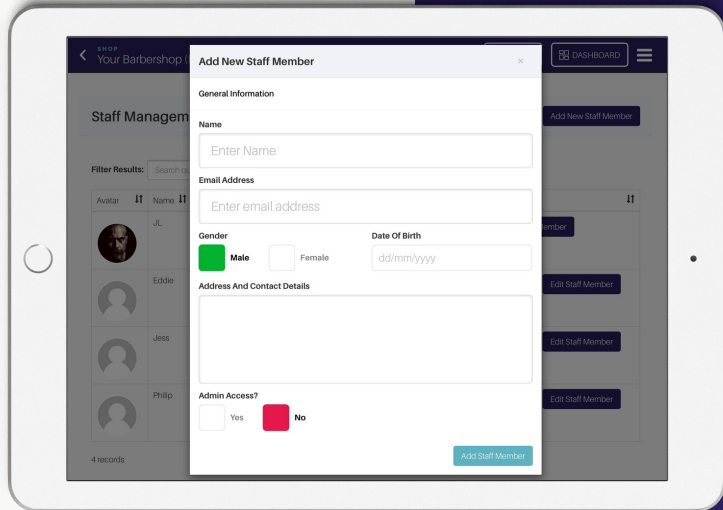 SHOP
Your Barbershop (
DASHBOARD
Add New Staff Member
×
General Information
Staff Managem
Add New Staff Member
Name
Enter Name
Filter Results:
Search
Email Address
Enter email address
Avatar
Name
Gender
Male
Female
Date Of Birth
dd/mm/yyyy
JL
Eddie
Address And Contact Details
Edit Staff Member
Jess
Edit Staff Member
Philip
Edit Staff Member
Admin Access?
Yes
No
Add Staff Member
4 records